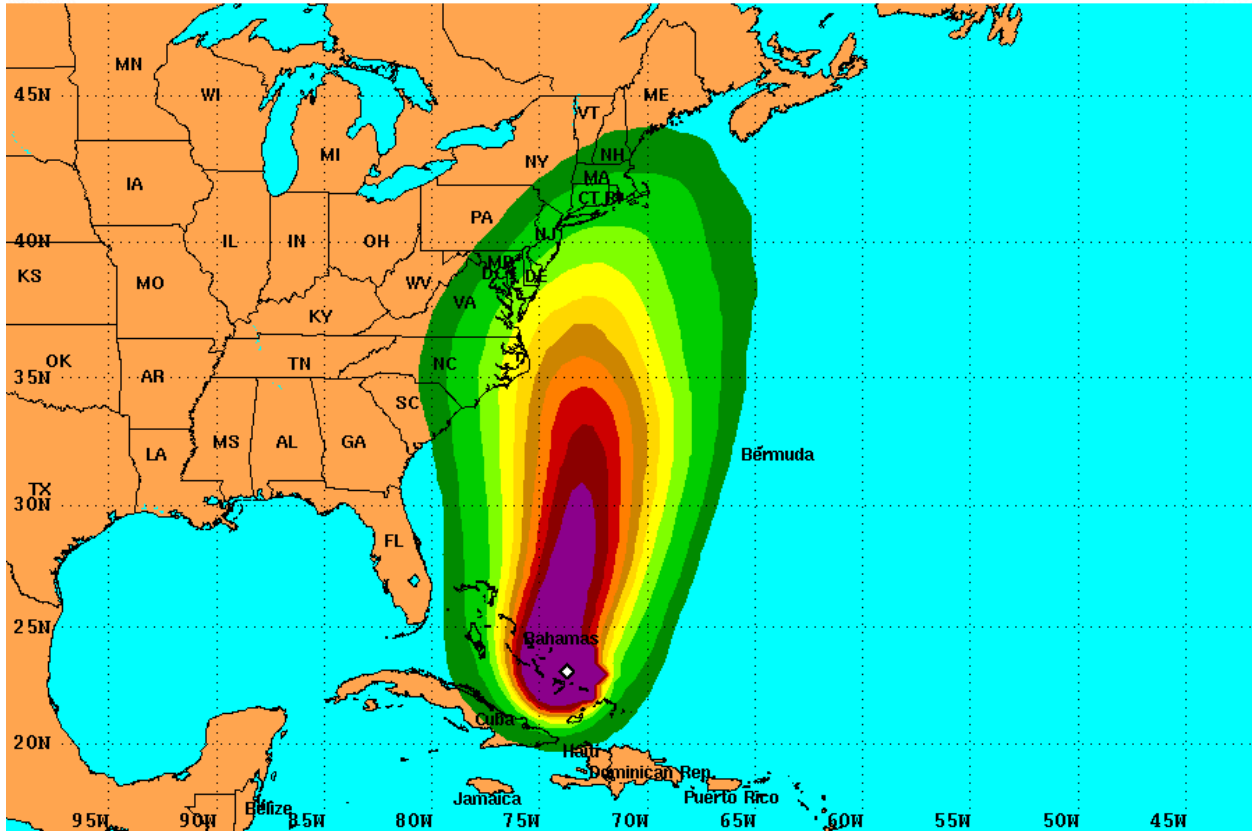 MN
WI
45N
ME
VT
MI
NY
NH
MA
IA
CT RI
PA
NJ
40N
IL
IN
OH
MD
DC
DE
KS
MO
WV
VA
KY
OK
TN
NC
AR
35N
SC
LA
MS
AL
GA
Bermuda
TX
30N
FL
25N
Bahamas
Cuba
20N
Haiti
Dominican Rep.
Jamaica
Puerto Rico
Belize
95W 90W 85W 80W 75W 70W 65W 60W 55W 50W 45W